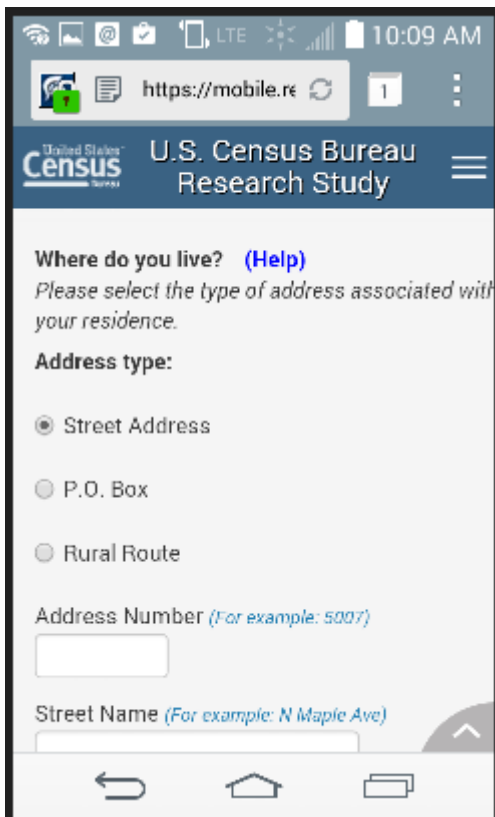 LTE 10:09 AM
https://mobile.re 1
United States Census Bureau
U.S. Census Bureau
Research Study
Where do you live? (Help)
Please select the type of address associated with
your residence.
Address type:
Street Address
P.O. Box
Rural Route
Address Number (For example: 5007)
Street Name (For example: N Maple Ave)